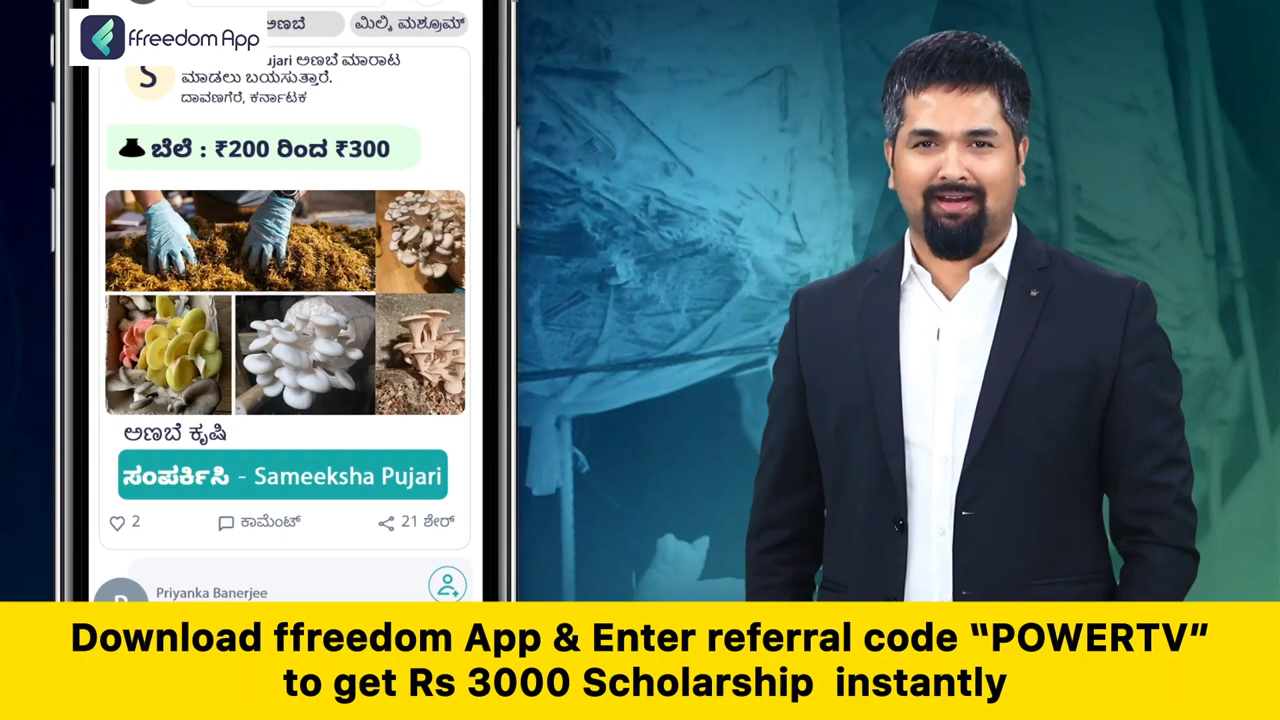 ffreedom App
ಅಣಬೆ
ಮಿಲ್ಕಿ ಮಶ್ರೂಮ್
S
ujari ಅಣಬೆ ಮಾರಾಟ
ಮಾಡಲು ಬಯಸುತ್ತಾರೆ.
ದಾವಣಗೆರೆ, ಕರ್ನಾಟಕ
ಬೆಲೆ : ₹200 ರಿಂದ ₹300
ಅಣಬೆ ಕೃಷಿ
ಸಂಪರ್ಕಿಸಿ - Sameeksha Pujari
2
ಕಾಮೆಂಟ್
21 ಶೇರ್
Priyanka Banerjee
Download ffreedom App & Enter referral code “POWERTV”
to get Rs 3000 Scholarship instantly